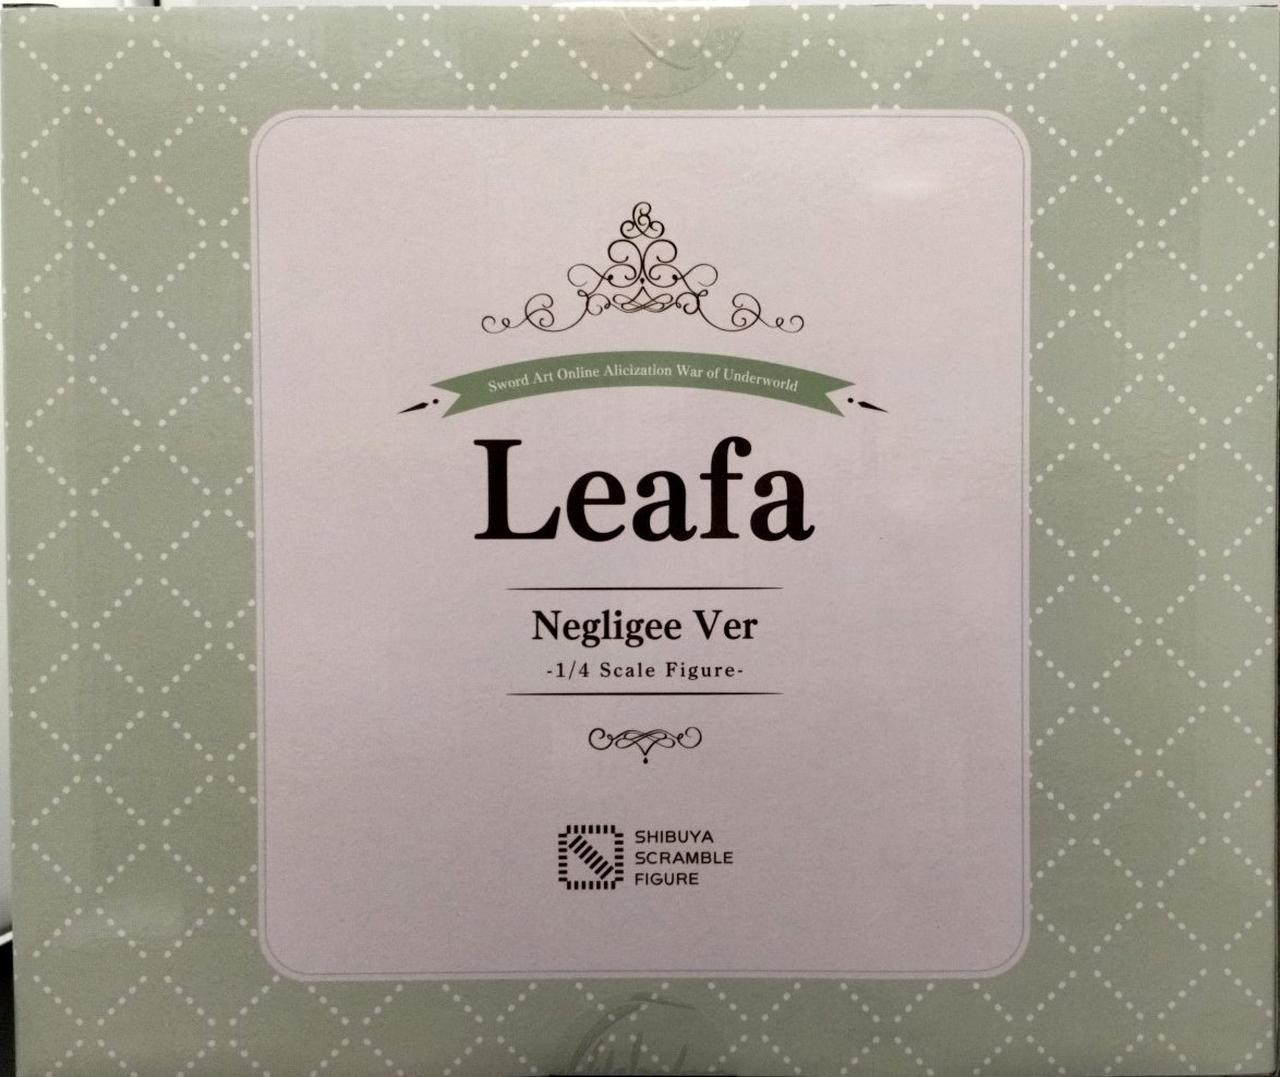 Sword Art Online Alicization War of Underworld
Leafa
Negligee Ver
-1/4 Scale Figure-
SHIBUYA
SCRAMBLE
FIGURE